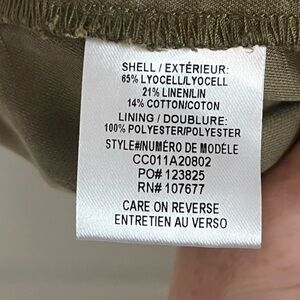 SHELL / EXTÉRIEUR:
65% LYOCELL/LYOCELL
21% LINEN/LIN
14% COTTON/COTON
LINING / DOUBLURE:
100% POLYESTER/POLYESTER
STYLE#/NUMÉRO DE MODÈLE
CC011A20802
PO# 123825
RN# 107677
CARE ON REVERSE
ENTRETIEN AU VERSO